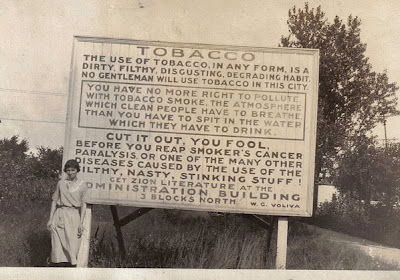 TOBACCO
THE USE OF TOBACCO, IN ANY FORM, IS A
DIRTY, FILTHY, DISGUSTING, DEGRADING HABIT.
NO GENTLEMAN WILL USE TOBACCO IN THIS CITY.
YOU HAVE NO MORE RIGHT TO POLLUTE
WITH TOBACCO SMOKE, THE ATMOSPHERE
WHICH CLEAN PEOPLE HAVE TO BREATHE,
THAN YOU HAVE TO SPIT IN THE WATER
WHICH THEY HAVE TO DRINK.
CUT IT OUT, YOU FOOL,
BEFORE YOU REAP SMOKER'S CANCER
PARALYSIS, OR ONE OF THE MANY OTHER
DISEASES CAUSED BY THE USE OF THE
FILTHY, NASTY, STINKING STUFF!
GET ZION LITERATURE AT THE
DMINISTRATION BUILDING
3 BLOCKS NORTH. W. G. VOLIVA